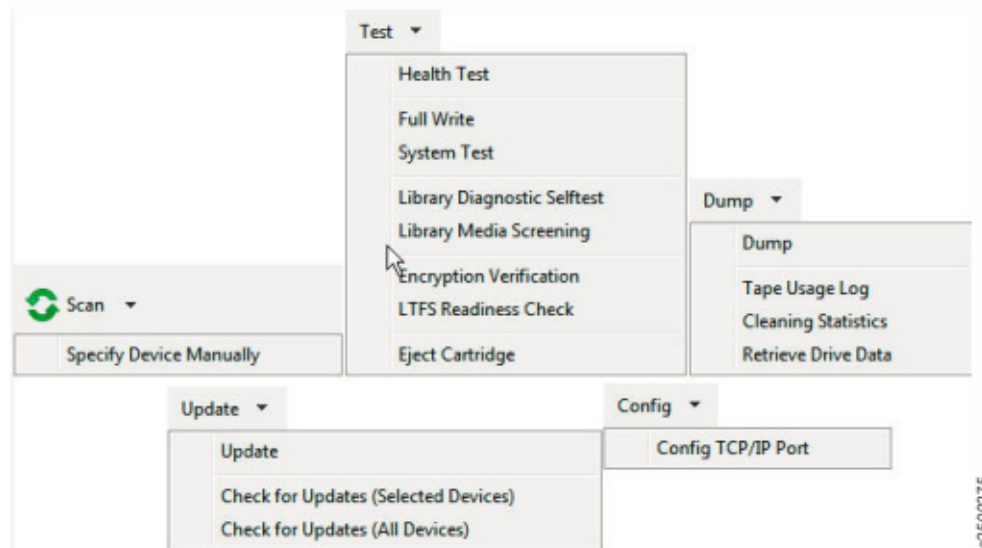 Test
Health Test
Full Write
System Test
Library Diagnostic Selftest
Library Media Screening
Encryption Verification
LTFS Readiness Check
Eject Cartridge
Dump
Dump
Tape Usage Log
Cleaning Statistics
Retrieve Drive Data
Scan
Specify Device Manually
Update
Update
Check for Updates (Selected Devices)
Check for Updates (All Devices)
Config
Config TCP/IP Port